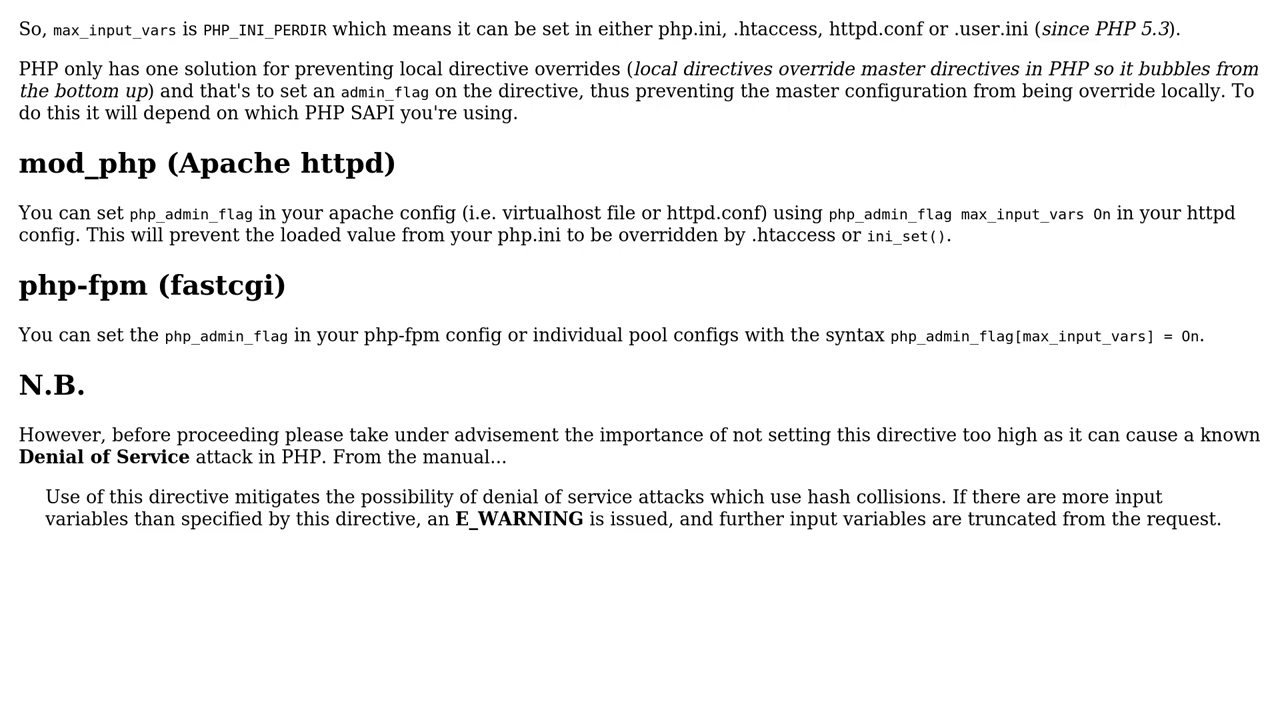 So, max_input_vars is PHP_INI_PERDIR which means it can be set in either php.ini, .htaccess, httpd.conf or .user.ini (since PHP 5.3).
PHP only has one solution for preventing local directive overrides (local directives override master directives in PHP so it bubbles from
the bottom up) and that's to set an admin_flag on the directive, thus preventing the master configuration from being override locally. To
do this it will depend on which PHP SAPI you're using.
mod_php (Apache httpd)
You can set php_admin_flag in your apache config (i.e. virtualhost file or httpd.conf) using php_admin_flag max_input_vars On in your httpd
config. This will prevent the loaded value from your php.ini to be overridden by .htaccess or ini_set().
php-fpm (fastcgi)
You can set the php_admin_flag in your php-fpm config or individual pool configs with the syntax php_admin_flag[max_input_vars] = On.
N.B.
However, before proceeding please take under advisement the importance of not setting this directive too high as it can cause a known
Denial of Service attack in PHP. From the manual...
Use of this directive mitigates the possibility of denial of service attacks which use hash collisions. If there are more input
variables than specified by this directive, an E_WARNING is issued, and further input variables are truncated from the request.